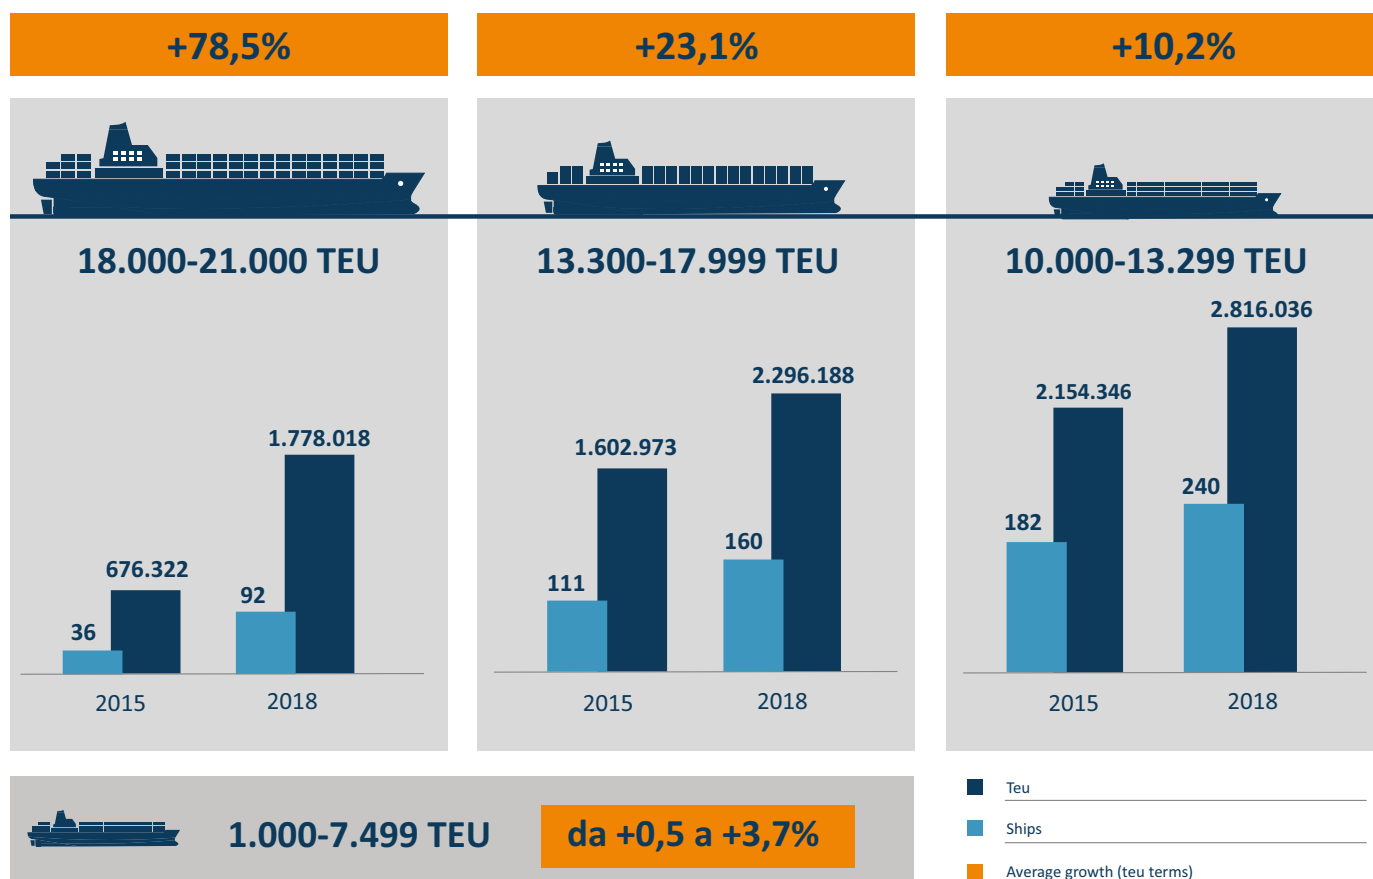 +78,5%
+23,1%
+10,2%
18.000-21.000 TEU
13.300-17.999 TEU
10.000-13.299 TEU
676.322
36
1.778.018
92
2015
2018
1.602.973
111
2.296.188
160
2015
2018
2.154.346
182
2.816.036
240
2015
2018
1.000-7.499 TEU
da +0,5 a +3,7%
Teu
Ships
Average growth (teu terms)